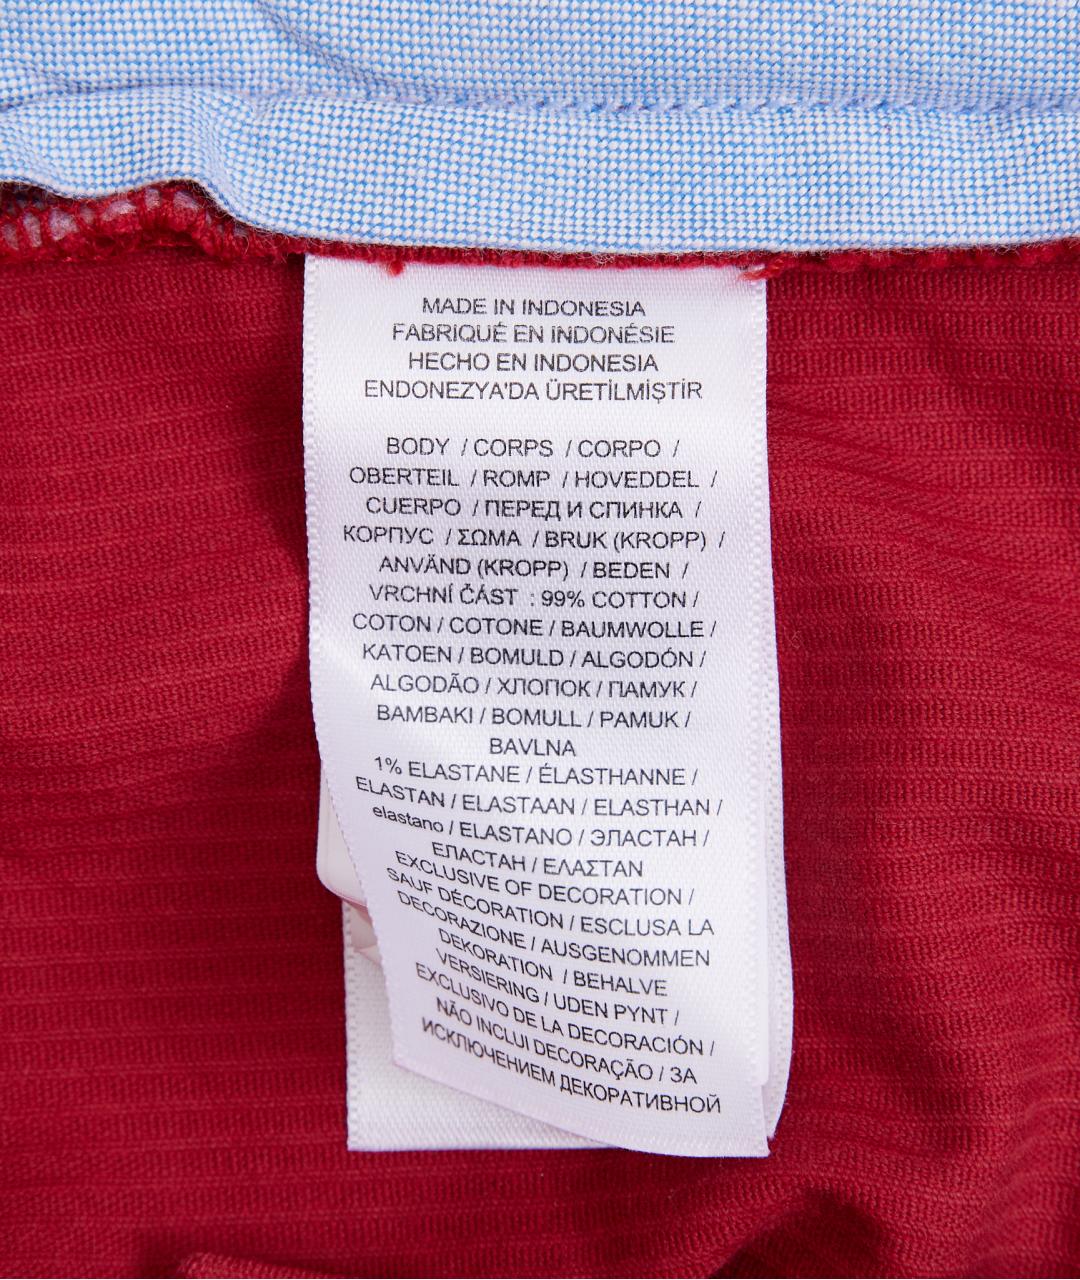 MADE IN INDONESIA
FABRIQUÉ EN INDONÉSIE
HECHO EN INDONESIA
ENDONEZYA'DA ÜRETİLMİŞTİR
BODY / CORPS / CORPO /
OBERTEIL / ROMP / HOVEDDEL /
CUERPO / ПЕРЕД И СПИНКА /
КОРПУС / ΣΩΜΑ / BRUK (KROPP) /
ANVÄND (KROPP) / BEDEN /
VRCHNÍ ČÁST : 99% COTTON /
COTON / COTONE / BAUMWOLLE /
KATOEN / BOMULD / ALGODÓN /
ALGODÃO / ХЛОПОК / ПАМУК /
BAMBAKI / BOMULL / PAMUK /
BAVLNA
1% ELASTANE / ÉLASTHANNE /
ELASTAN / ELASTAAN / ELASTHAN /
elastano / ELASTANO / ЭЛАСТАН /
ЕЛАСТАН / ΕΛΑΣΤΑΝ
EXCLUSIVE OF DECORATION /
SAUF DÉCORATION / ESCLUSA LA
DECORAZIONE / AUSGENOMMEN
DEKORATION / BEHALVE
VERSIERING / UDEN PYNT /
EXCLUSIVO DE LA DECORACIÓN /
NÃO INCLUI DECORAÇÃO / ЗА
ИСКЛЮЧЕНИЕМ ДЕКОРАТИВНОЙ